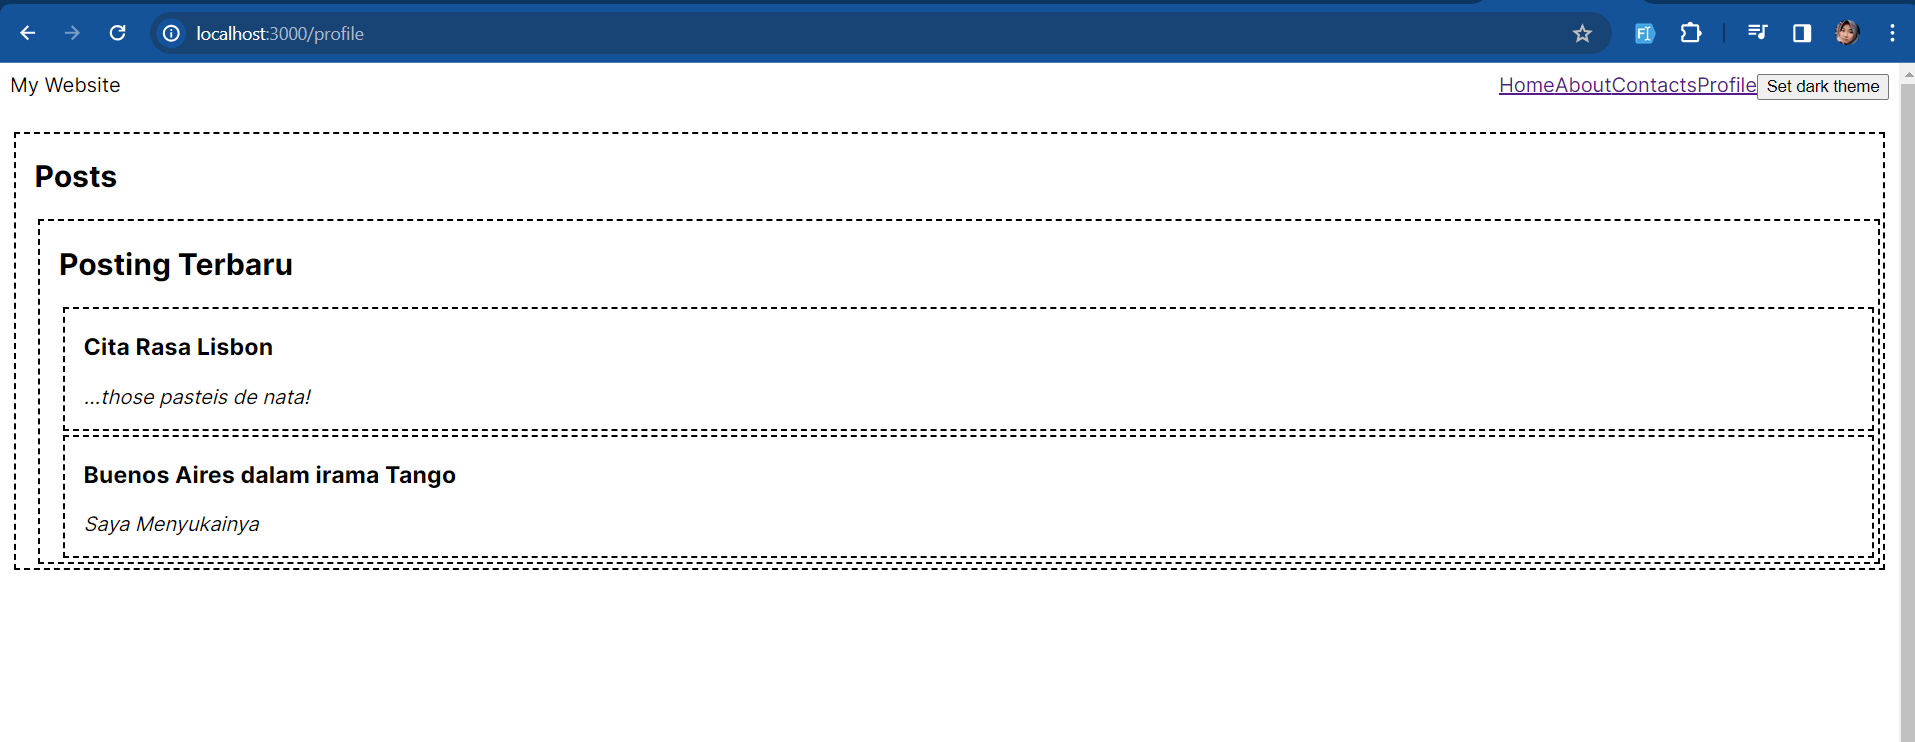 localhost:3000/profile
FI
My Website
HomeAboutContactsProfile Set dark theme
Posts
Posting Terbaru
Cita Rasa Lisbon
...those pasteis de nata!
Buenos Aires dalam irama Tango
Saya Menyukainya